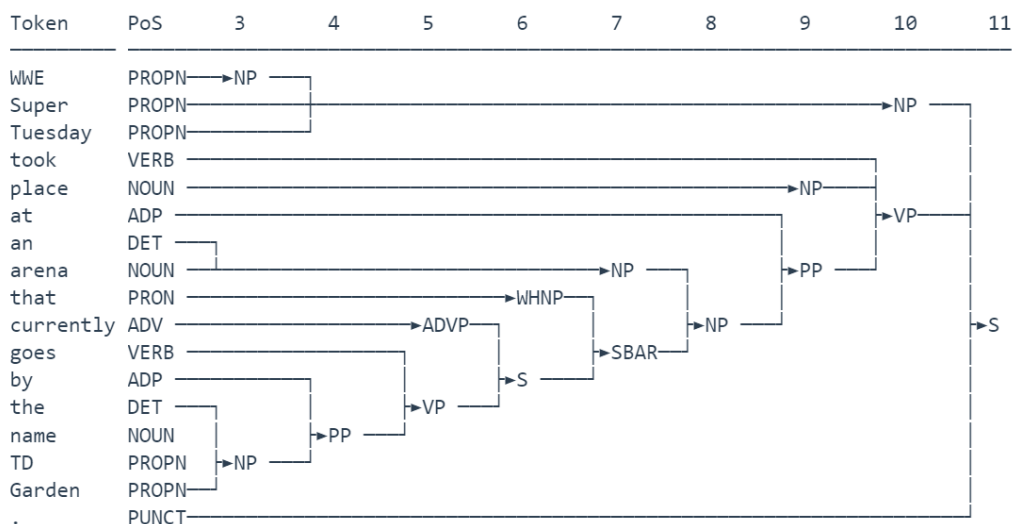 Token PoS 3 4 5 6 7 8 9 10 11
WWE PROPN NP
Super PROPN NP
Tuesday PROPN
took VERB
place NOUN NP
at ADP VP
an DET
arena NOUN NP PP
that PRON WHNP
currently ADV ADVP NP S
goes VERB SBAR
by ADP S
the DET VP
name NOUN PP
TD PROPN NP
Garden PROPN
. PUNCT